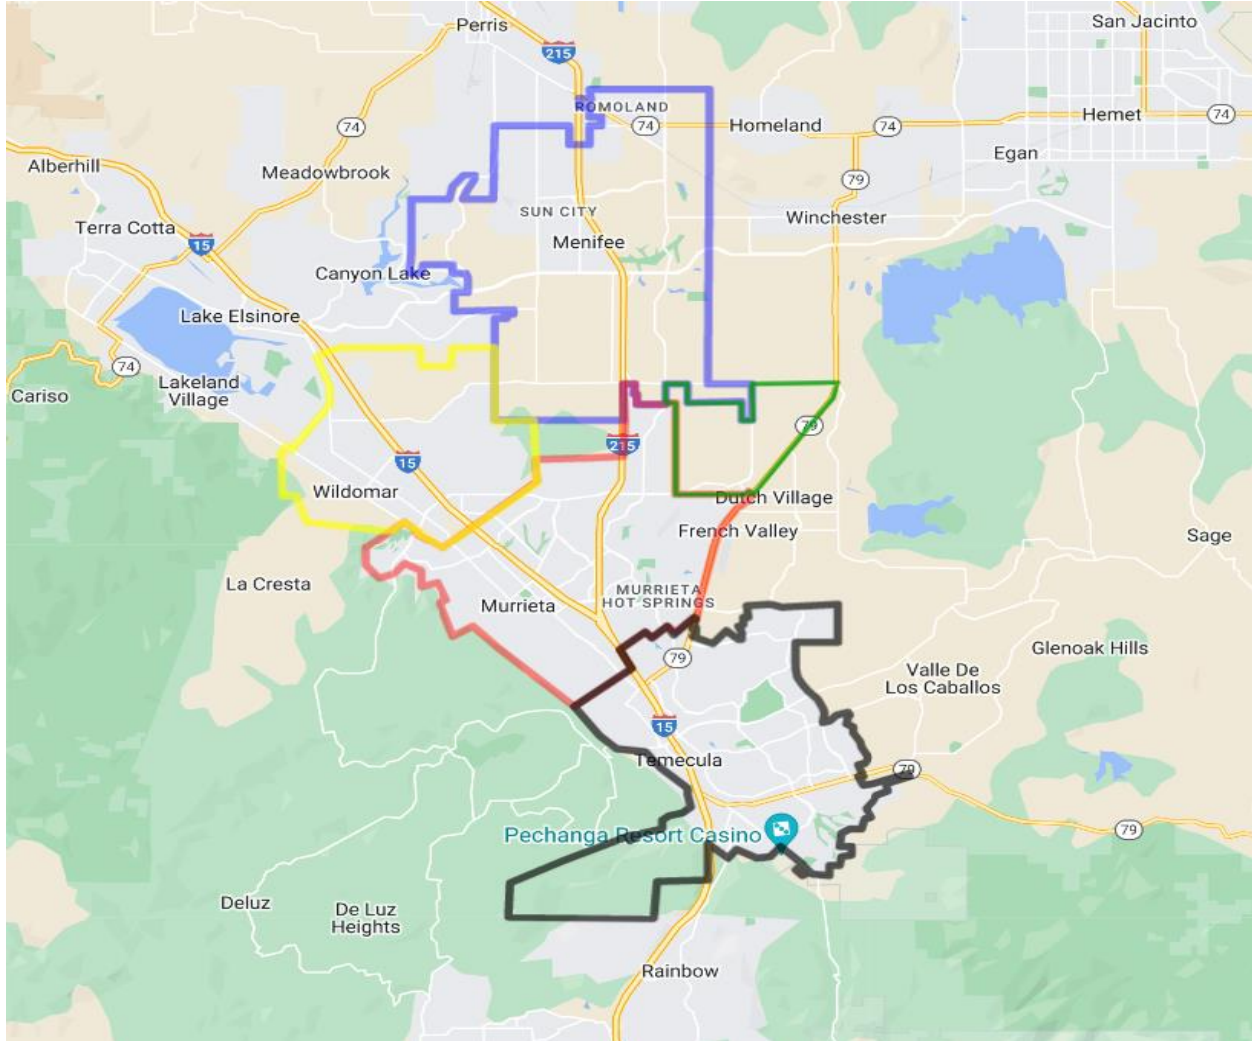 Perris
San Jacinto
215
ROMOLAND
74
74
Homeland
74
Hemet
74
Egan
Alberhill
Meadowbrook
79
Terra Cotta
SUN CITY
Winchester
15
Menifee
Canyon Lake
Lake Elsinore
74
Lakeland
Village
Cariso
79
215
15
Wildomar
Dutch Village
French Valley
Sage
La Cresta
MURRIETA
HOT SPRINGS
Murrieta
Glenoak Hills
79
Valle De
Los Caballos
15
Temecula
79
79
Pechanga Resort Casino
Deluz
De Luz
Heights
Rainbow